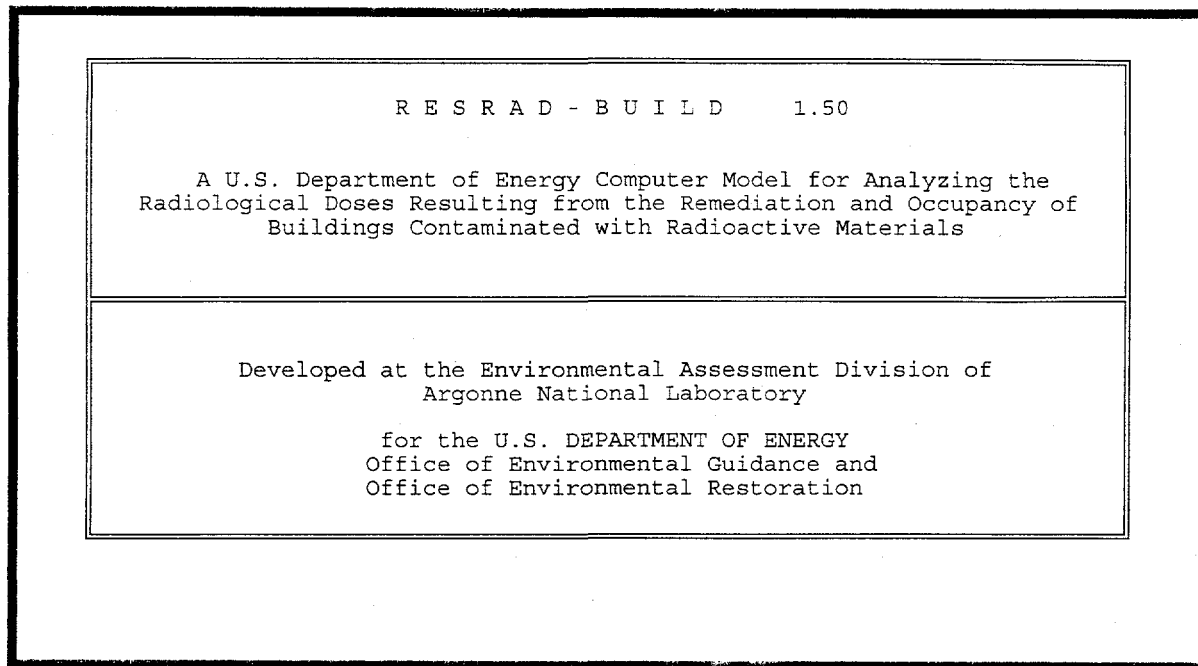 R E S R A D - B U I L D 1.50
A U.S. Department of Energy Computer Model for Analyzing the
Radiological Doses Resulting from the Remediation and Occupancy of
Buildings Contaminated with Radioactive Materials
Developed at the Environmental Assessment Division of
Argonne National Laboratory
for the U.S. DEPARTMENT OF ENERGY
Office of Environmental Guidance and
Office of Environmental Restoration